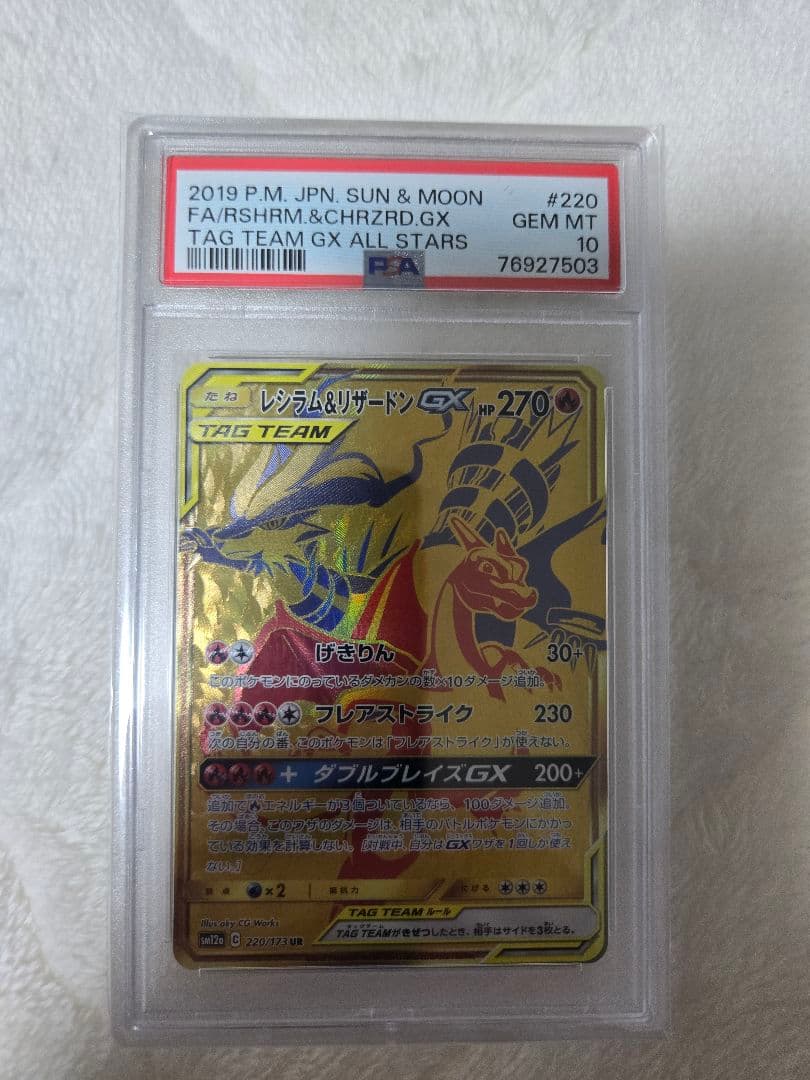 2019 P.M. JPN. SUN & MOON #220
FA/RSHRM.&CHRZRD.GX GEM MT
TAG TEAM GX ALL STARS 10
PSA 76927503
たね レシラム&リザードンGX HP270
TAG TEAM
げきりん 30+
このポケモンにのっているダメカンの数×10ダメージ追加。
フレアストライク 230
次の自分の番、このポケモンは「フレアストライク」が使えない。
+ ダブルブレイズGX 200+
追加で エネルギーが3個ついているなら、100ダメージ追加。
その場合、このワザのダメージは、相手のバトルポケモンにかかっ
ている効果を計算しない。[対戦中、自分はGXワザを1回しか使え
ない。]
弱点 ×2 抵抗力 にげる
Illus. aky CG Works
TAG TEAM ルール
TAG TEAMがきぜつしたとき、相手はサイドを3枚とる。
sm12a G 220/173 UR